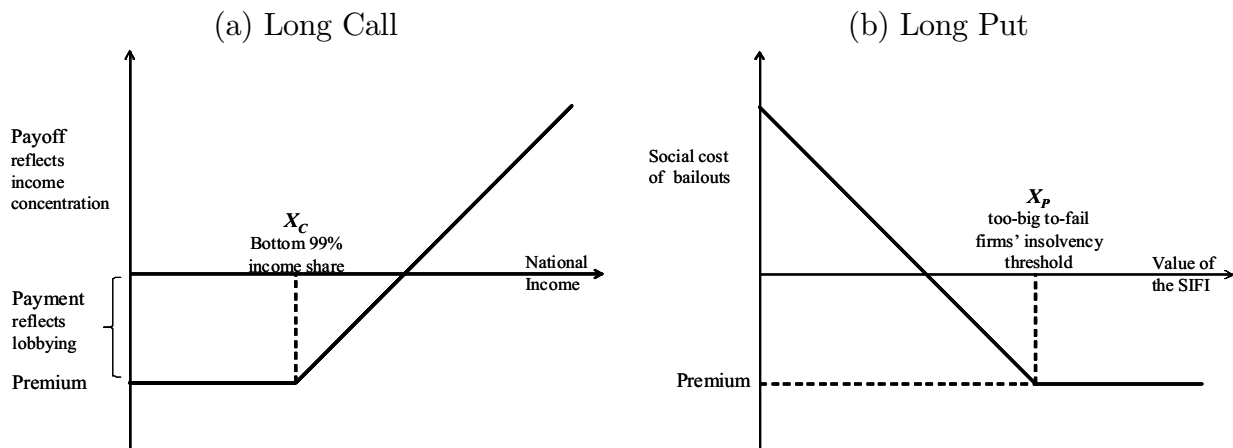 (a) Long Call
Payoff
reflects
income
concentration
X_C
Bottom 99%
income share
National
Income
Payment
reflects
lobbying
Premium
(b) Long Put
Social cost
of bailouts
X_P
too-big to-fail
firms' insolvency
threshold
Value of
the SIFI
Premium